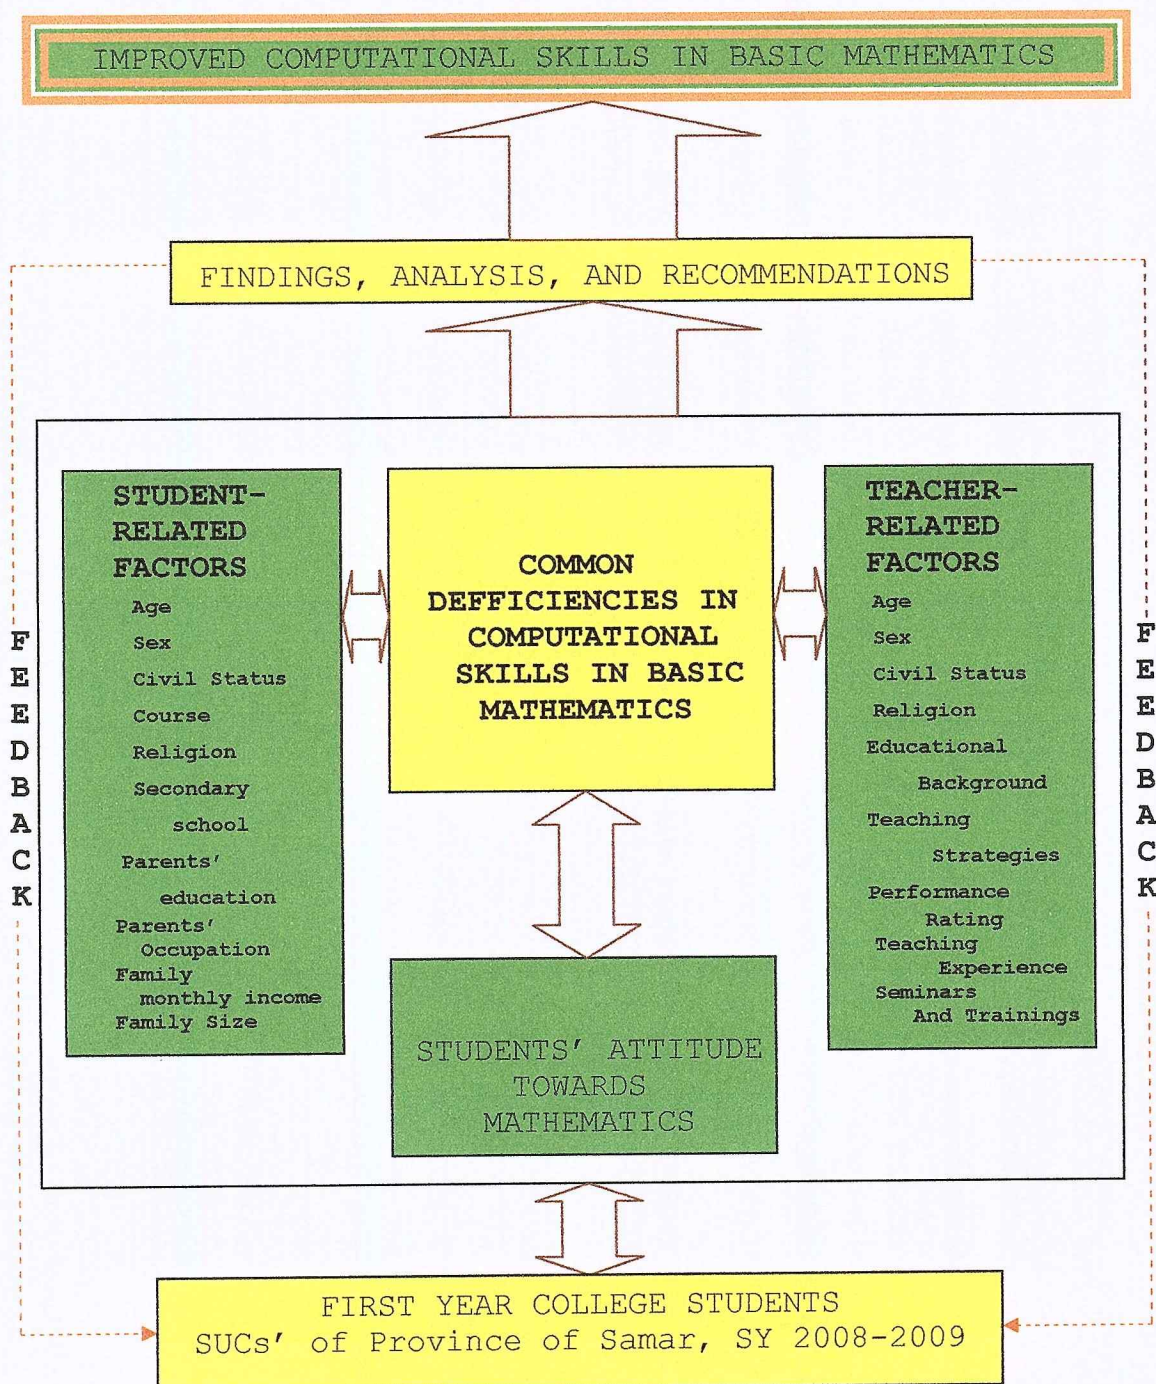 IMPROVED COMPUTATIONAL SKILLS IN BASIC MATHEMATICS
FINDINGS, ANALYSIS, AND RECOMMENDATIONS
FEEDBACK
STUDENT-
RELATED
FACTORS
Age
Sex
Civil Status
Course
Religion
Secondary
school
Parents'
education
Parents'
Occupation
Family
monthly income
Family Size
COMMON
DEFFICIENCIES IN
COMPUTATIONAL
SKILLS IN BASIC
MATHEMATICS
STUDENTS' ATTITUDE
TOWARDS
MATHEMATICS
TEACHER-
RELATED
FACTORS
Age
Sex
Civil Status
Religion
Educational
Background
Teaching
Strategies
Performance
Rating
Teaching
Experience
Seminars
And Trainings
FEEDBACK
FIRST YEAR COLLEGE STUDENTS
SUCs' of Province of Samar, SY 2008-2009